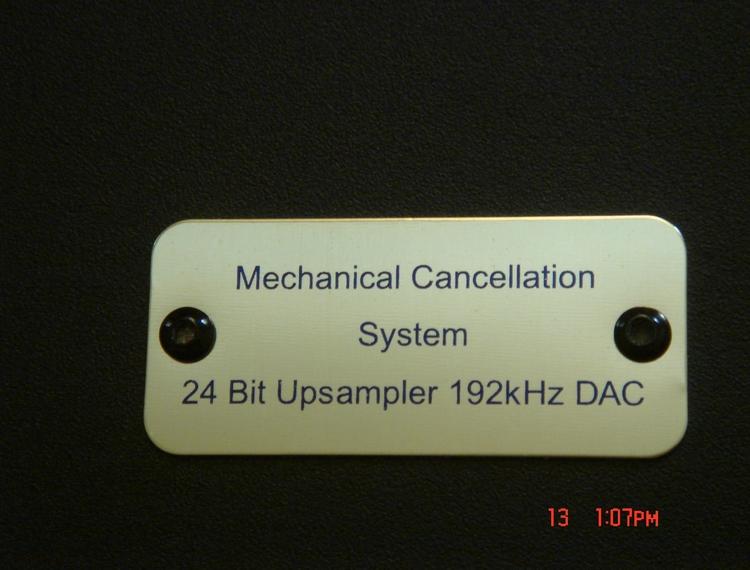 Mechanical Cancellation
System
24 Bit Upsampler 192kHz DAC
13 1:07PM